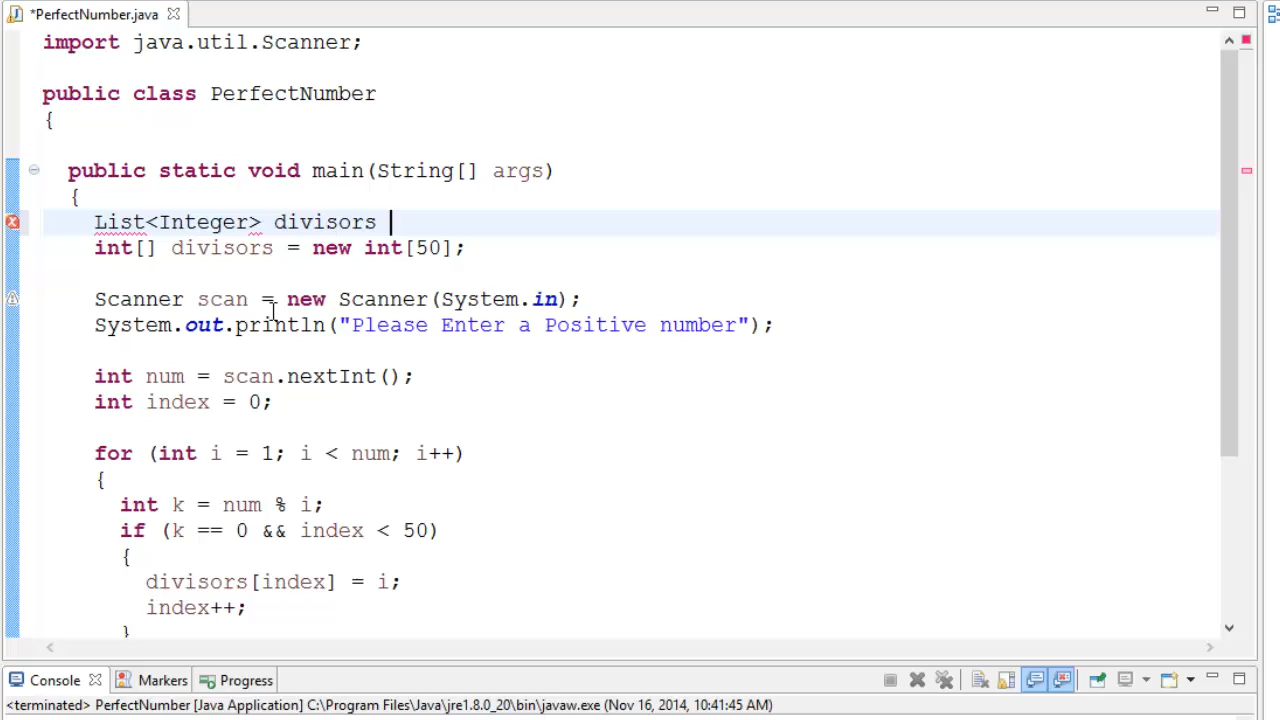 *PerfectNumber.java
import java.util.Scanner;
public class PerfectNumber
{
public static void main(String[] args)
{
List<Integer> divisors
int[] divisors = new int[50];
Scanner scan = new Scanner(System.in);
System.out.println("Please Enter a Positive number");
int num = scan.nextInt();
int index = 0;
for (int i = 1; i < num; i++)
{
int k = num % i;
if (k == 0 && index < 50)
{
divisors[index] = i;
index++;
}
Console Markers Progress
<terminated> PerfectNumber [Java Application] C:\Program Files\Java\jre1.8.0_20\bin\javaw.exe (Nov 16, 2014, 10:41:45 AM)